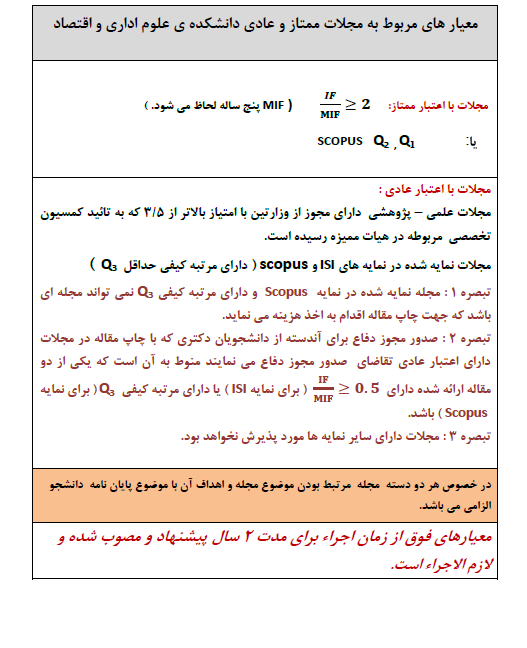 معیار های مربوط به مجلات ممتاز و عادی دانشکده ی علوم اداری و اقتصاد
مجلات با اعتبار ممتاز: IF/MIF ≥ 2 ( MIF پنج ساله لحاظ می شود. )
یا: Q1 , Q2 SCOPUS
مجلات با اعتبار عادی :
مجلات علمی – پژوهشی دارای مجوز از وزارتین با امتیاز بالاتر از ۳/۵ که به تائید کمسیون
تخصصی مربوطه در هیات ممیزه رسیده است.
مجلات نمایه شده در نمایه های ISI و scopus ( دارای مرتبه کیفی حداقل Q3 )
تبصره ۱ : مجله نمایه شده در نمایه Scopus و دارای مرتبه کیفی Q3 نمی تواند مجله ای
باشد که جهت چاپ مقاله اقدام به اخذ هزینه می نماید.
تبصره ۲ : صدور مجوز دفاع برای آندسته از دانشجویان دکتری که با چاپ مقاله در مجلات
دارای اعتبار عادی تقاضای صدور مجوز دفاع می نمایند منوط به آن است که یکی از دو
مقاله ارائه شده دارای IF/MIF ≥ 0.5 ( برای نمایه ISI ) یا دارای مرتبه کیفی Q3 ( برای نمایه
Scopus ) باشد.
تبصره ۳ : مجلات دارای سایر نمایه ها مورد پذیرش نخواهد بود.
در خصوص هر دو دسته مجله مرتبط بودن موضوع مجله و اهداف آن با موضوع پایان نامه دانشجو
الزامی می باشد.
معیارهای فوق از زمان اجراء برای مدت ۲ سال پیشنهاد و مصوب شده و
لازم الاجراء است.